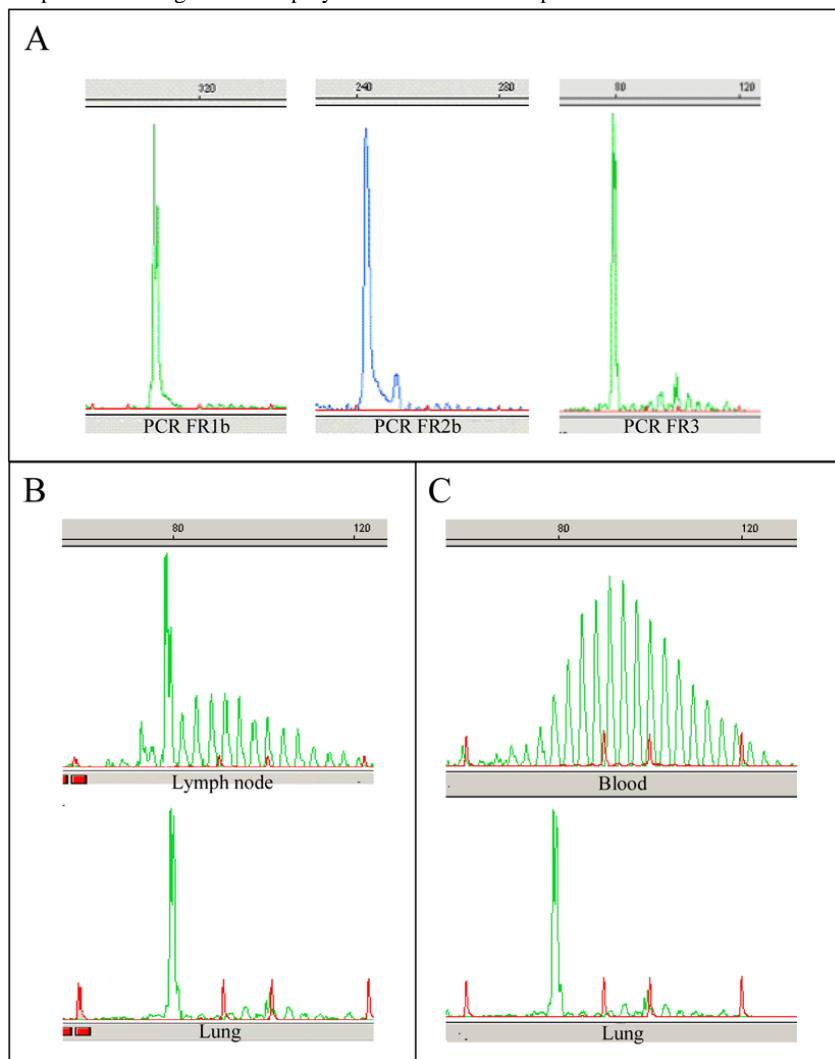 A
320
240 280
80 120
PCR FR1b PCR FR2b PCR FR3
B
C
80 120
80 120
Lymph node
Blood
Lung
Lung